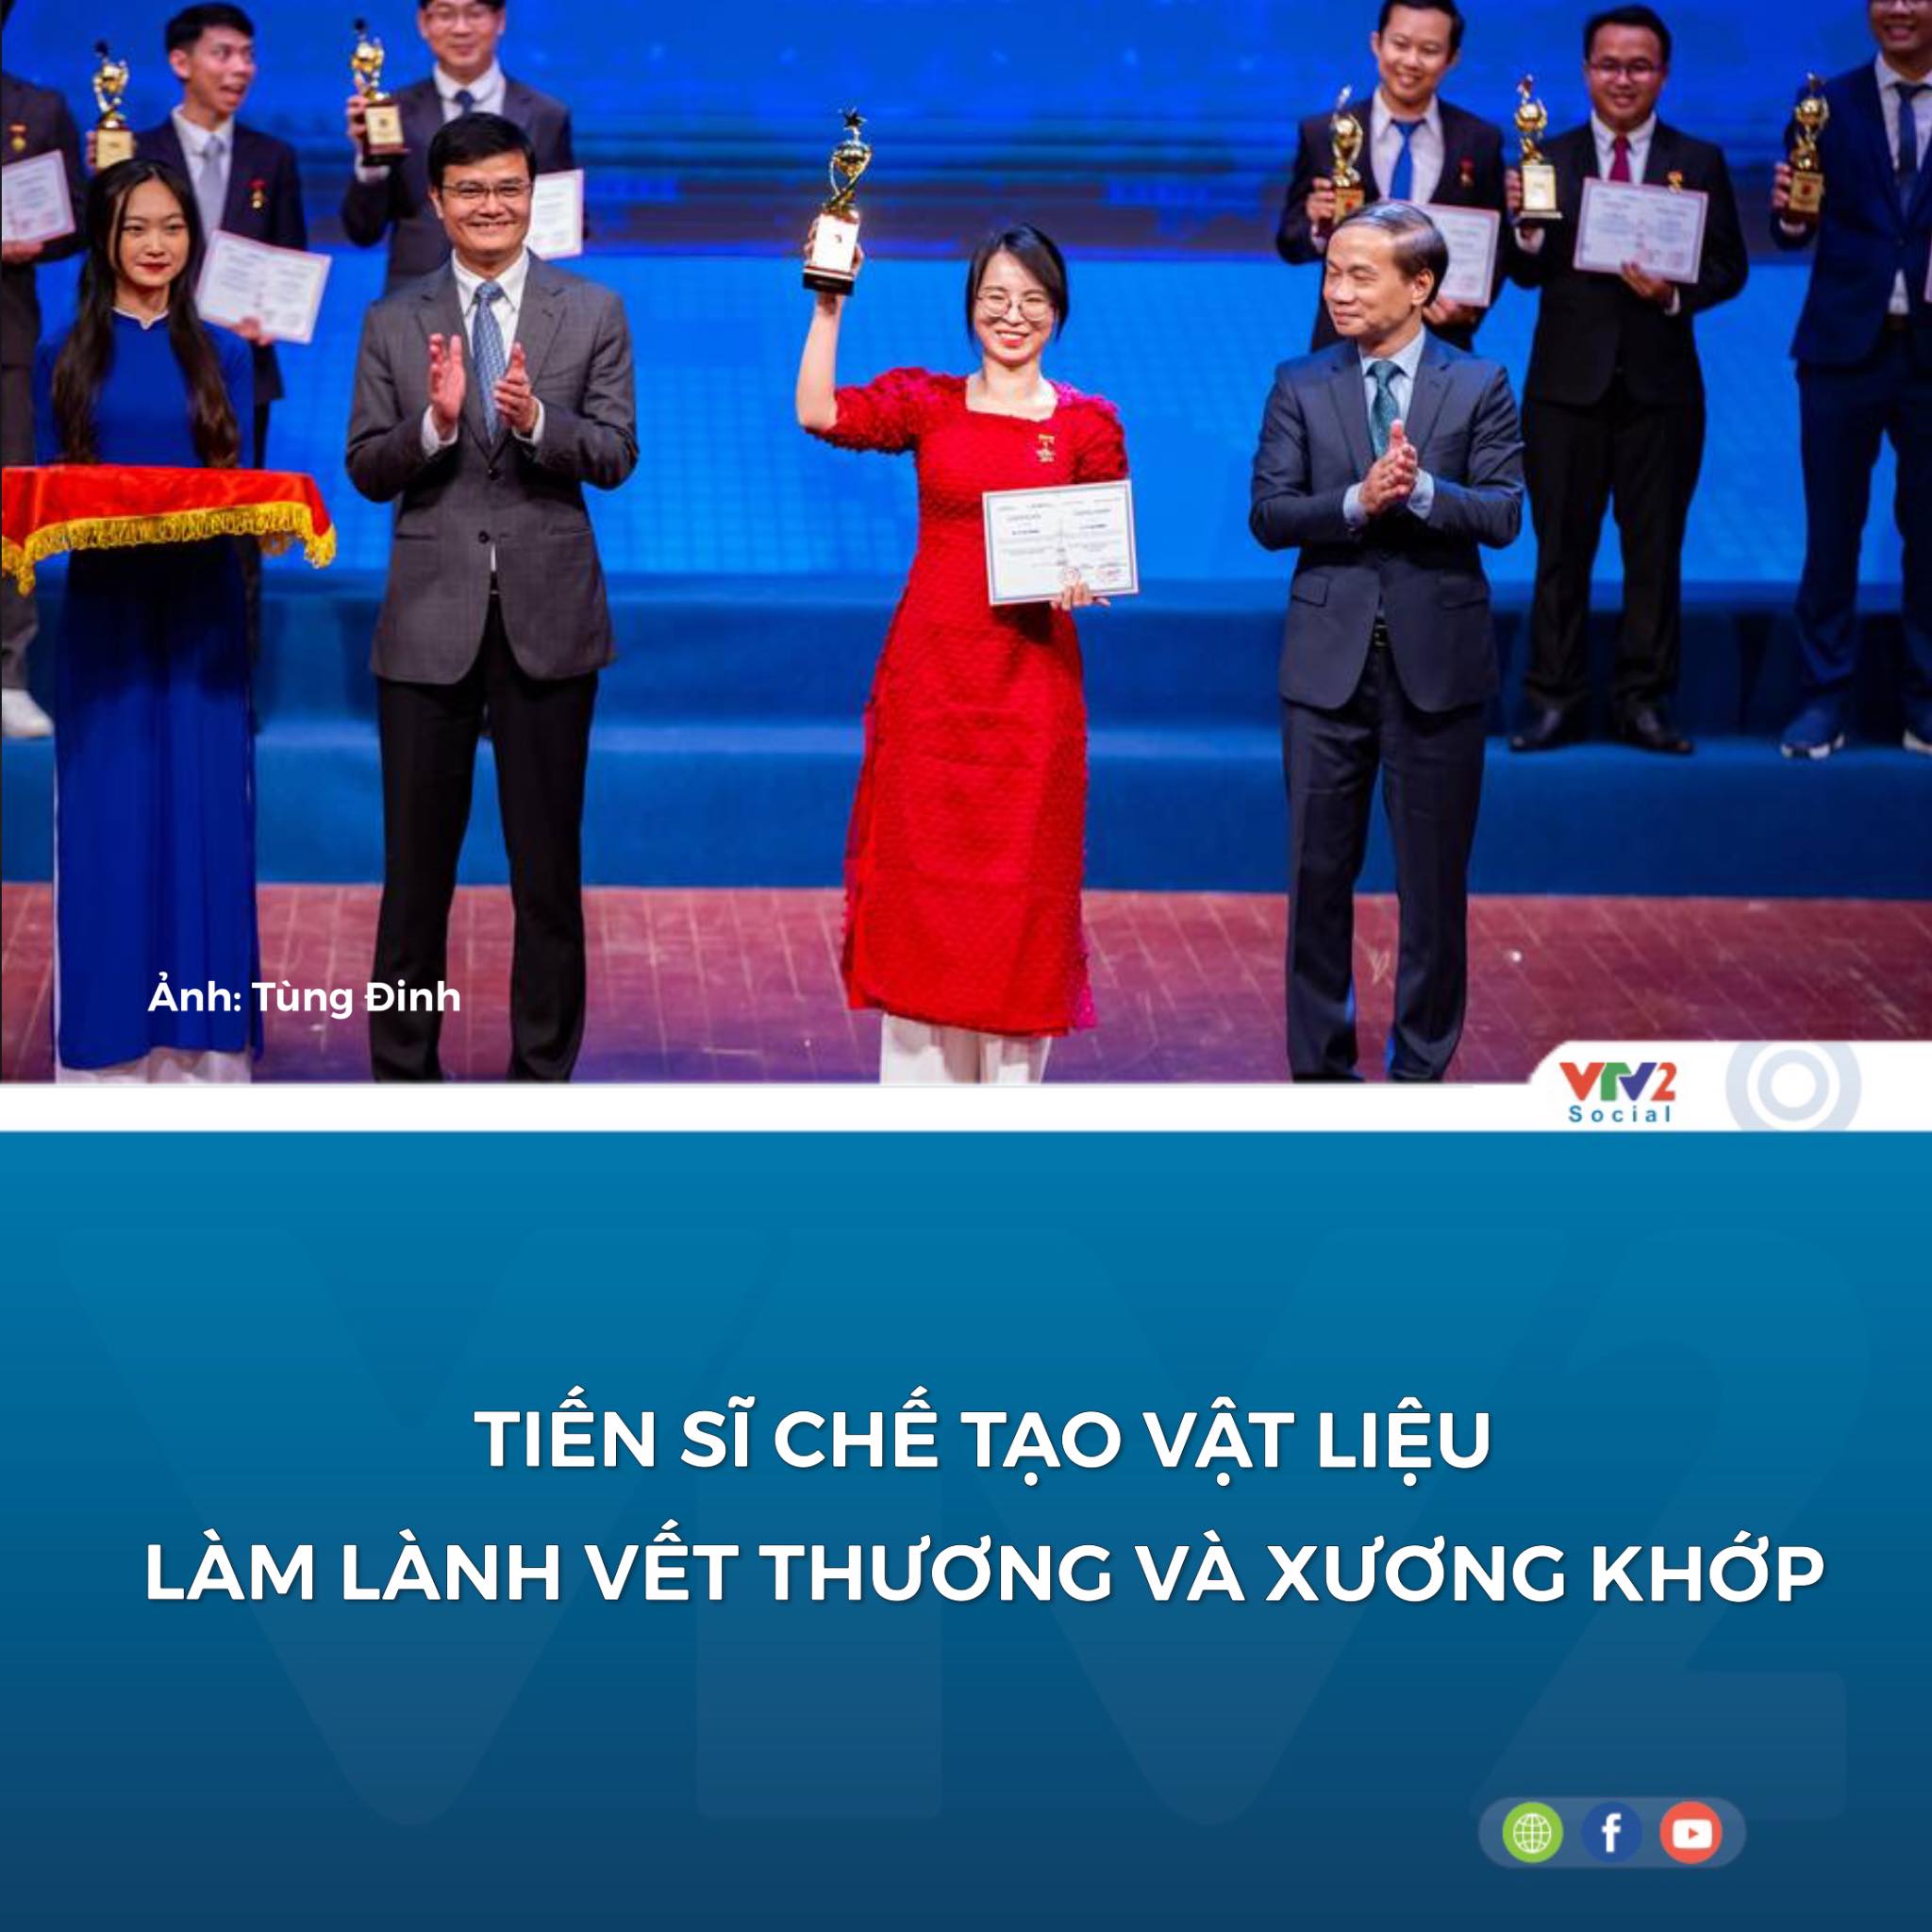 Ảnh: Tùng Đinh
VTV2
Social
TIẾN SĨ CHẾ TẠO VẬT LIỆU
LÀM LÀNH VẾT THƯƠNG VÀ XƯƠNG KHỚP